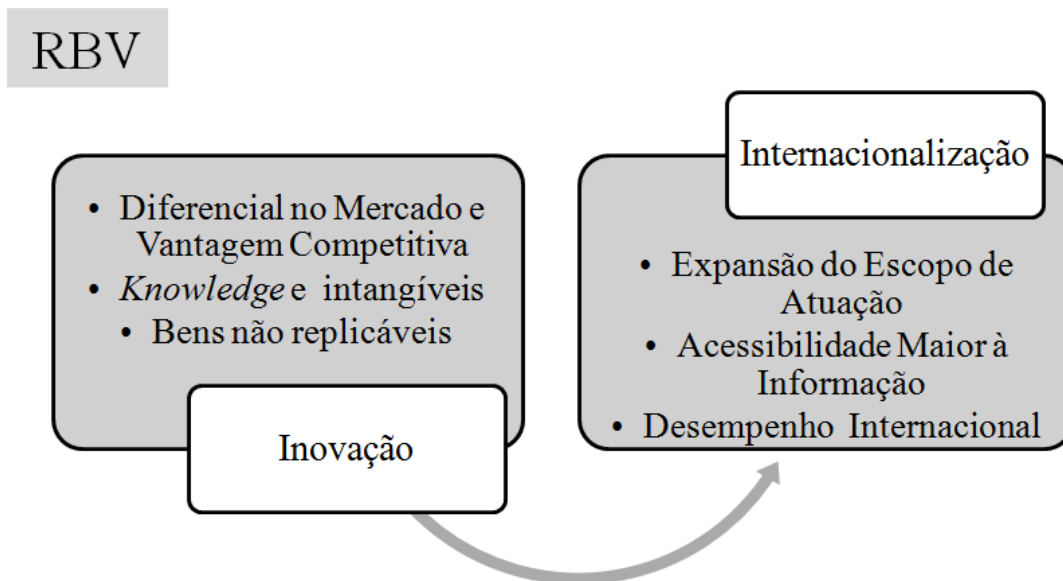 RBV
• Diferencial no Mercado e
Vantagem Competitiva
• Knowledge e intangíveis
• Bens não replicáveis
Inovação
Internacionalização
• Expansão do Escopo de
Atuação
• Acessibilidade Maior à
Informação
• Desempenho Internacional